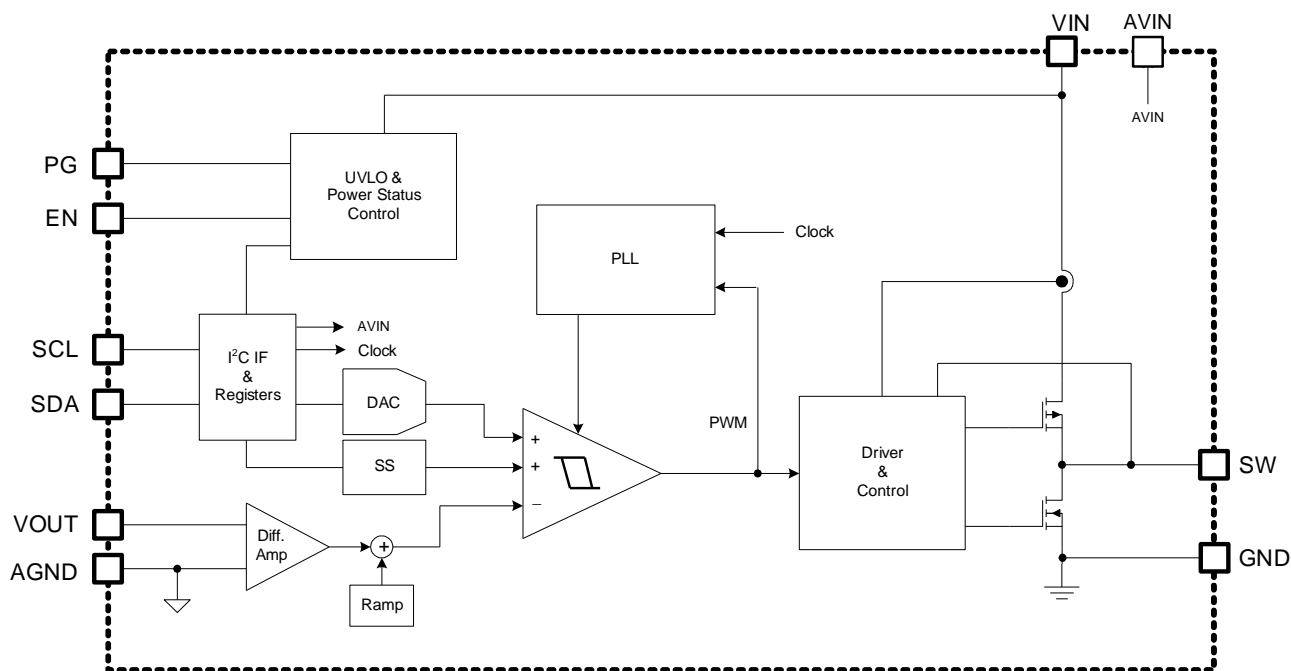 VIN
AVIN
AVIN
PG
EN
UVLO &
Power Status
Control
PLL
Clock
SCL
SDA
I²C IF
&
Registers
AVIN
Clock
DAC
SS
+
+
−
PWM
Driver
&
Control
SW
GND
VOUT
AGND
Diff.
Amp
+
Ramp